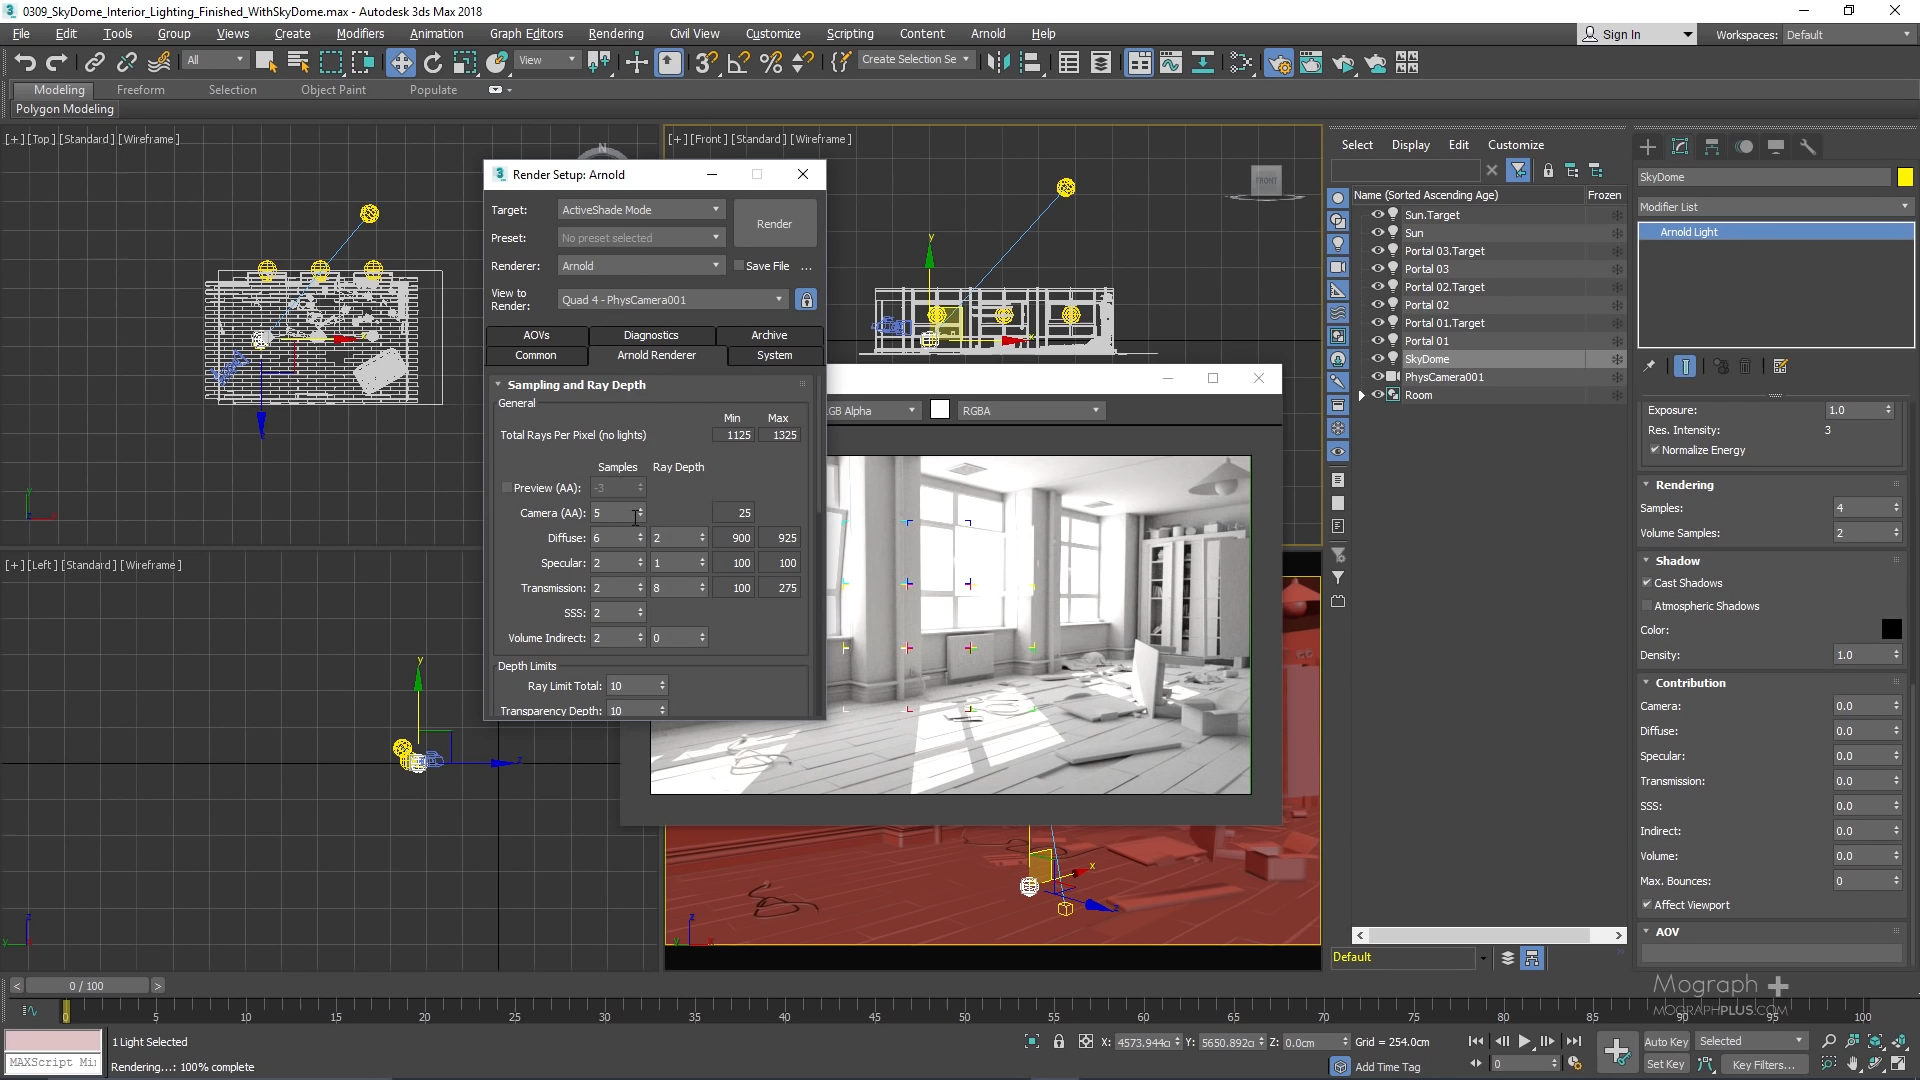 0309_SkyDome_Interior_Lighting_Finished_WithSkyDome.max - Autodesk 3ds Max 2018
File Edit Tools Group Views Create Modifiers Animation Graph Editors Rendering Civil View Customize Scripting Content Arnold Help
Sign In Workspaces: Default
All View Create Selection Se
Modeling Freeform Selection Object Paint Populate
Polygon Modeling
[+] [Top] [Standard] [Wireframe]
N
[+] [Front] [Standard] [Wireframe]
FRONT
y
x
Render Setup: Arnold
Target: ActiveShade Mode
Render
Preset: No preset selected
Renderer: Arnold Save File ...
View to Render: Quad 4 - PhysCamera001
AOVs Diagnostics Archive
Common Arnold Renderer System
Sampling and Ray Depth
General
Min Max
Total Rays Per Pixel (no lights) 1125 1325
Samples Ray Depth
Preview (AA): -3
Camera (AA): 5 25
Diffuse: 6 2 900 925
Specular: 2 1 100 100
Transmission: 2 8 100 275
SSS: 2
Volume Indirect: 2 0
Depth Limits
Ray Limit Total: 10
Transparency Depth: 10
GB Alpha RGBA
[+] [Left] [Standard] [Wireframe]
y
z
x
Select Display Edit Customize
Name (Sorted Ascending Age) Frozen
Sun.Target
Sun
Portal 03.Target
Portal 03
Portal 02.Target
Portal 02
Portal 01.Target
Portal 01
SkyDome
PhysCamera001
Room
Default
SkyDome
Modifier List
Arnold Light
Exposure: 1.0
Res. Intensity: 3
Normalize Energy
Rendering
Samples: 4
Volume Samples: 2
Shadow
Cast Shadows
Atmospheric Shadows
Color:
Density: 1.0
Contribution
Camera: 0.0
Diffuse: 0.0
Specular: 0.0
Transmission: 0.0
SSS: 0.0
Indirect: 0.0
Volume: 0.0
Max. Bounces: 0
Affect Viewport
AOV
Mograph +
MOGRAPHPLUS.COM
< 0 / 100 >
0 5 10 15 20 25 30 35 40 45 50 55 60 65 70 75 80 85 90 95 100
1 Light Selected
X: 4573.944c Y: 5650.892c Z: 0.0cm Grid = 254.0cm
Auto Key Selected
MAXScript Mi
Rendering...: 100% complete
Add Time Tag
0
Set Key Key Filters...